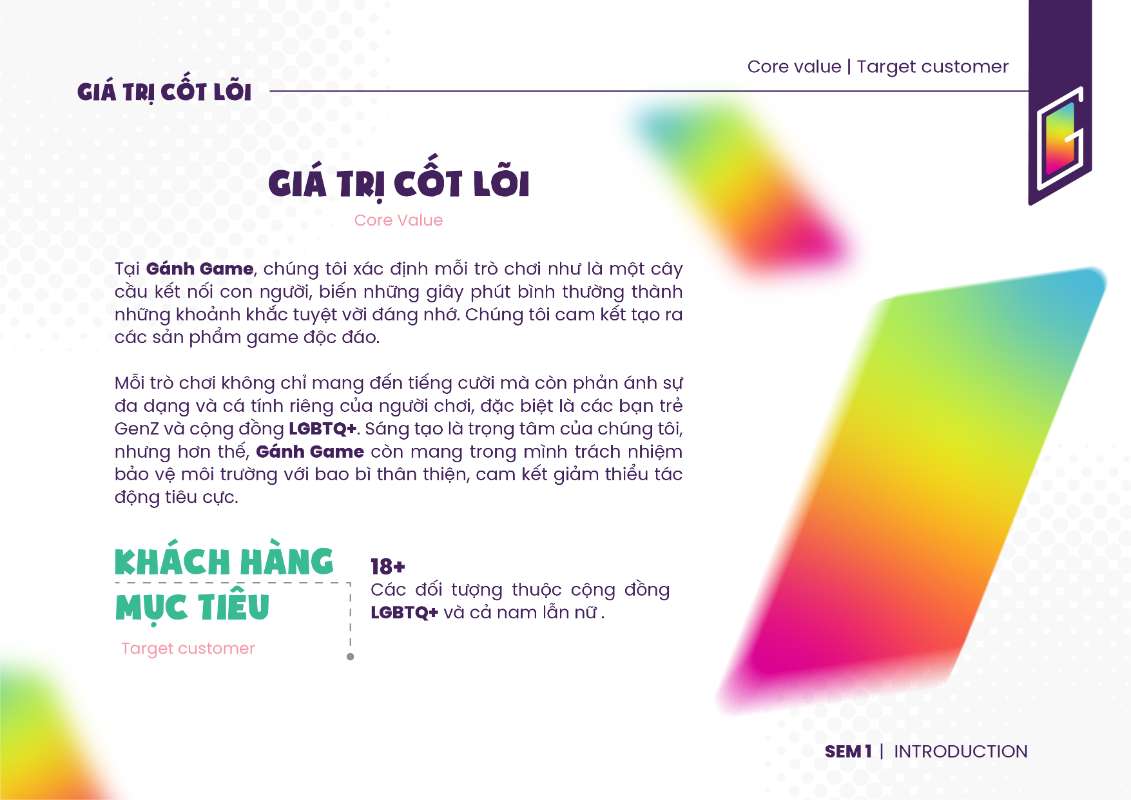 Core value | Target customer
GIÁ TRỊ CỐT LÕI
GIÁ TRỊ CỐT LÕI
Core Value
Tại Gánh Game, chúng tôi xác định mỗi trò chơi như là một cây
cầu kết nối con người, biến những giây phút bình thường thành
những khoảnh khắc tuyệt vời đáng nhớ. Chúng tôi cam kết tạo ra
các sản phẩm game độc đáo.
Mỗi trò chơi không chỉ mang đến tiếng cười mà còn phản ánh sự
đa dạng và cá tính riêng của người chơi, đặc biệt là các bạn trẻ
GenZ và cộng đồng LGBTQ+. Sáng tạo là trọng tâm của chúng tôi,
nhưng hơn thế, Gánh Game còn mang trong mình trách nhiệm
bảo vệ môi trường với bao bì thân thiện, cam kết giảm thiểu tác
động tiêu cực.
KHÁCH HÀNG
MỤC TIÊU
Target customer
18+
Các đối tượng thuộc cộng đồng
LGBTQ+ và cả nam lẫn nữ .
SEM 1 | INTRODUCTION